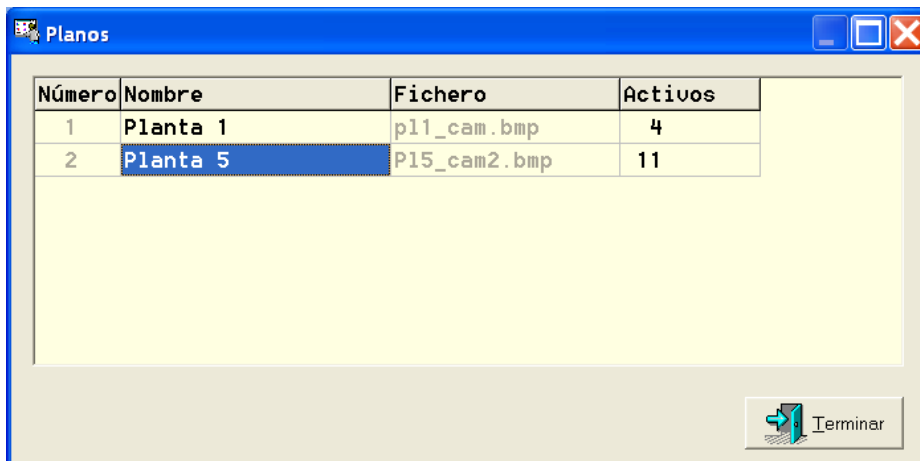 Planos
Número Nombre Fichero Activos
1 Planta 1 pl1_cam.bmp 4
2 Planta 5 Pl5_cam2.bmp 11
Terminar